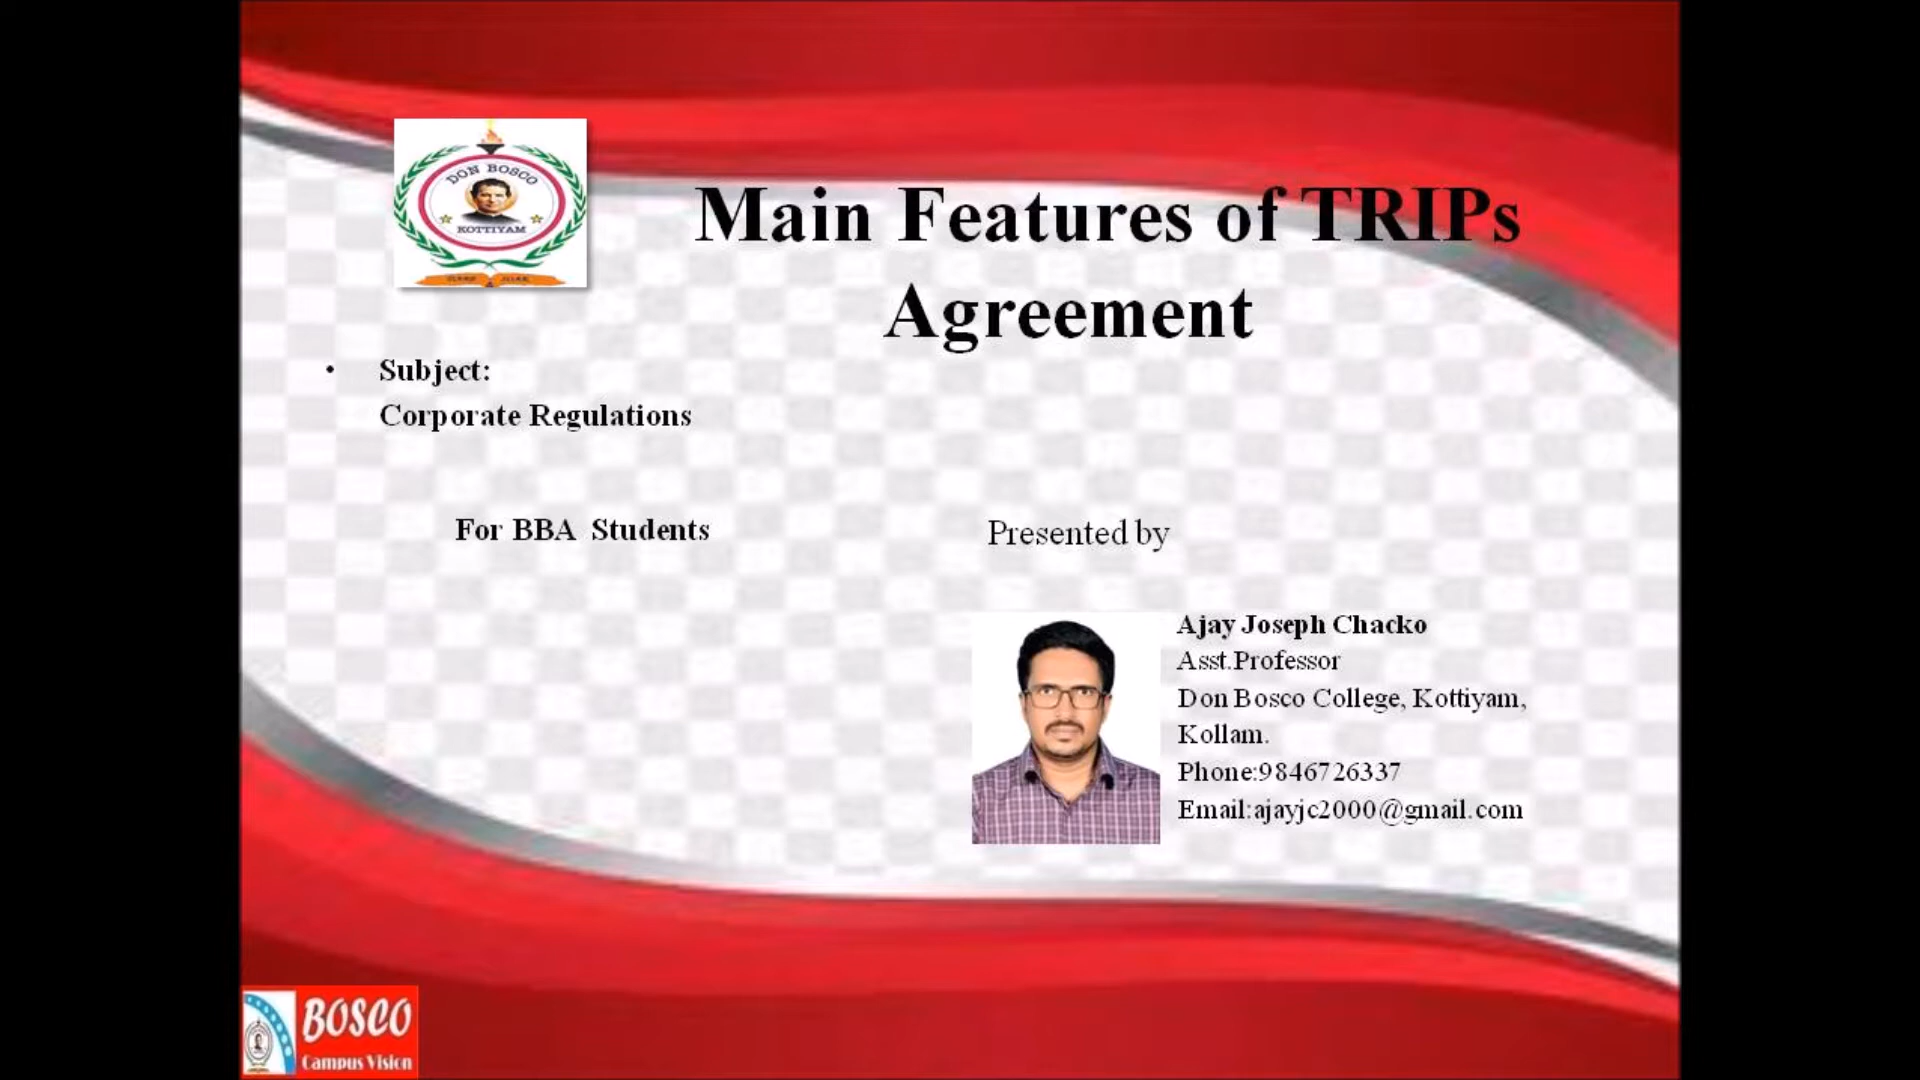 DON BOSCO
KOTTIYAM
Main Features of TRIPs
Agreement
• Subject:
Corporate Regulations
For BBA Students
Presented by
Ajay Joseph Chacko
Asst.Professor
Don Bosco College, Kottiyam,
Kollam.
Phone:9846726337
Email:ajayjc2000@gmail.com
BOSCO
Campus Vision